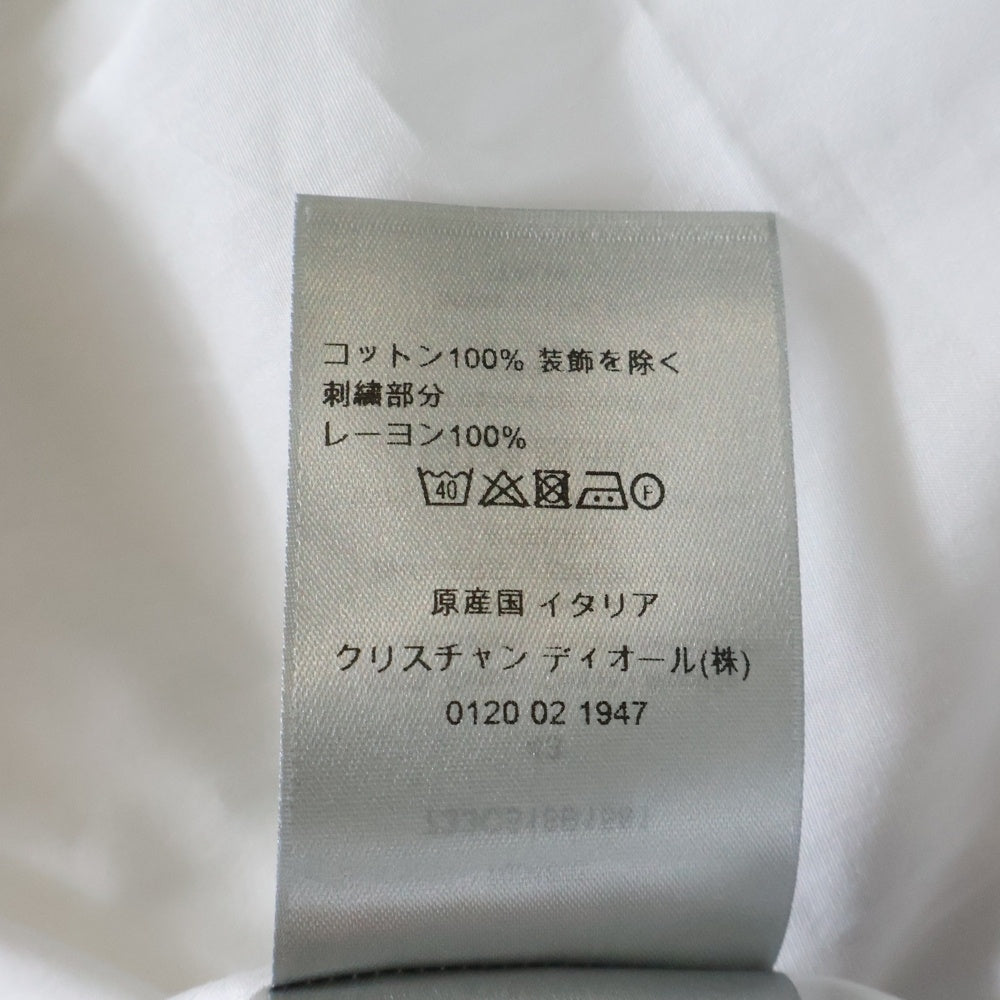 コットン100% 装飾を除く
刺繍部分
レーヨン100%
40 F
原産国 イタリア
クリスチャン ディオール(株)
0120 02 1947